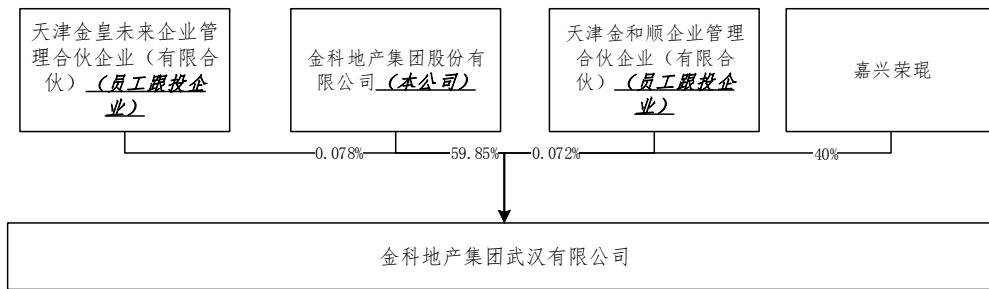 天津金皇未来企业管
理合伙企业（有限合
伙）（员工跟投企
业）
金科地产集团股份有
限公司（本公司）
天津金和顺企业管理
合伙企业（有限合
伙）（员工跟投企
业）
嘉兴荣琨
0.078%
59.85%
0.072%
40%
金科地产集团武汉有限公司